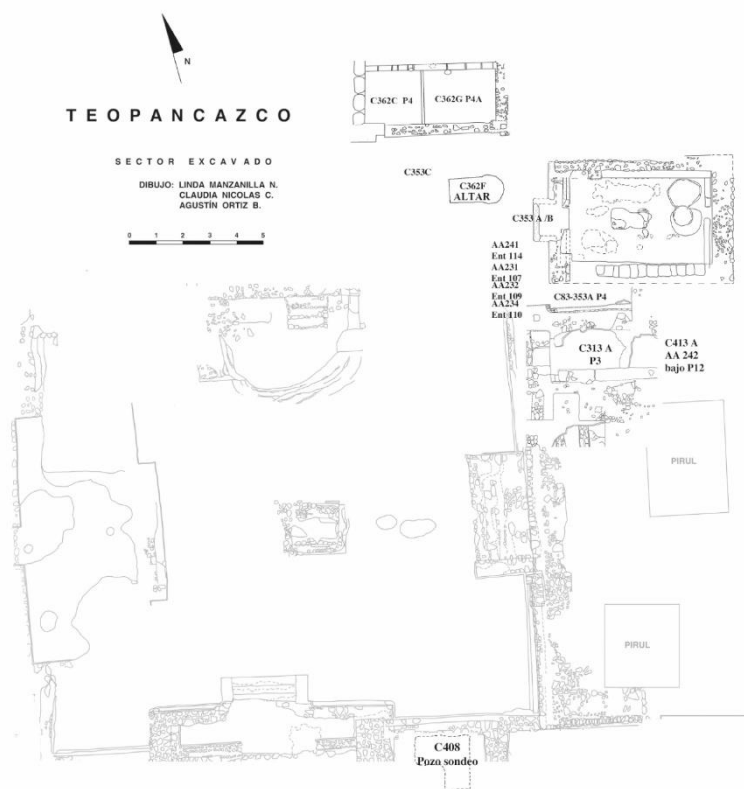 N
TEOPANCAZCO
SECTOR EXCAVADO
DIBUJO: LINDA MANZANILLA N.
CLAUDIA NICOLAS C.
AGUSTÍN ORTIZ B.
0 1 2 3 4 5
C362C P4
C362G P4A
C353C
C362F
ALTAR
C353 A /B
AA241
Ent 114
AA231
Ent 107
AA232
Ent 109
AA234
Ent 110
C83-353A P4
C313 A
P3
C413 A
AA 242
bajo P12
PIRUL
PIRUL
C408
Pozo sondeo